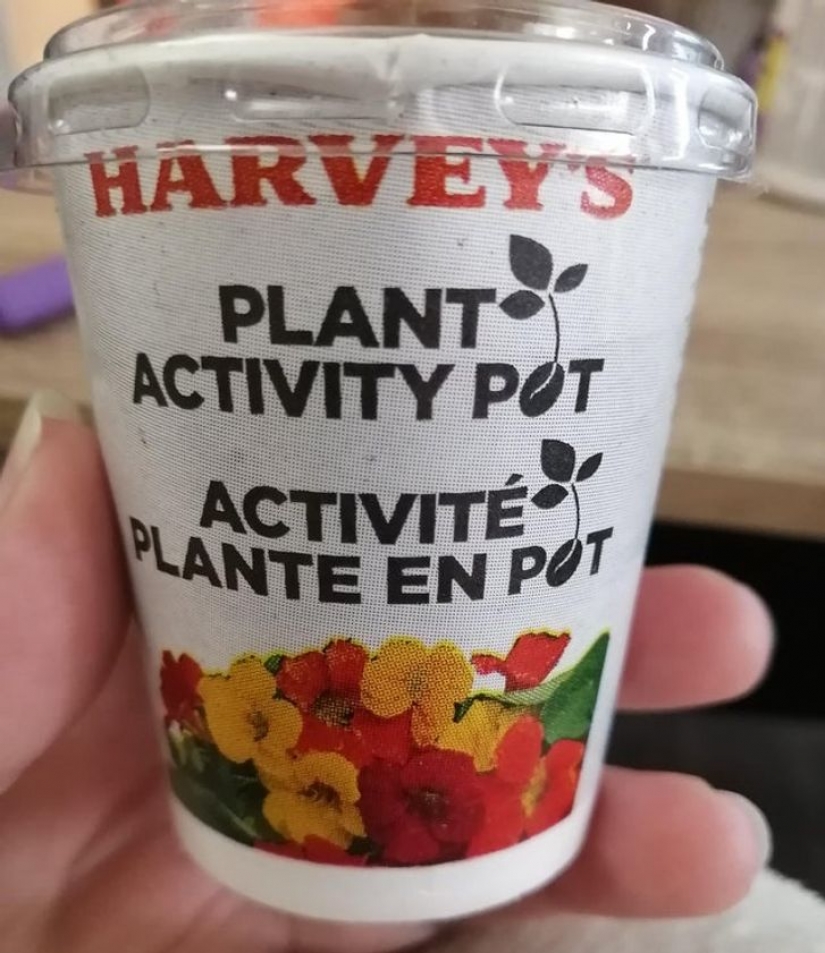 HARVEY'S
PLANT
ACTIVITY POT
ACTIVITÉ
PLANTE EN POT